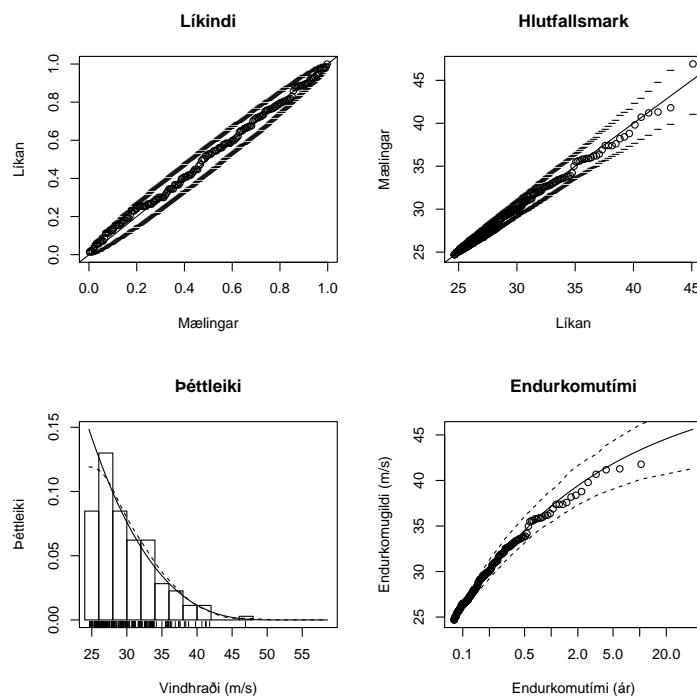 Líkindi
Líkan
1.0
0.8
0.6
0.4
0.2
0.0
0.0 0.2 0.4 0.6 0.8 1.0
Mælingar
Hlutfallsmark
Mælingar
45
40
35
30
25
25 30 35 40 45
Líkan
Þéttleiki
Þéttleiki
0.15
0.10
0.05
0.00
25 30 35 40 45 50 55
Vindhraði (m/s)
Endurkomutími
Endurkomugildi (m/s)
45
40
35
30
25
0.1 0.5 2.0 5.0 20.0
Endurkomutími (ár)